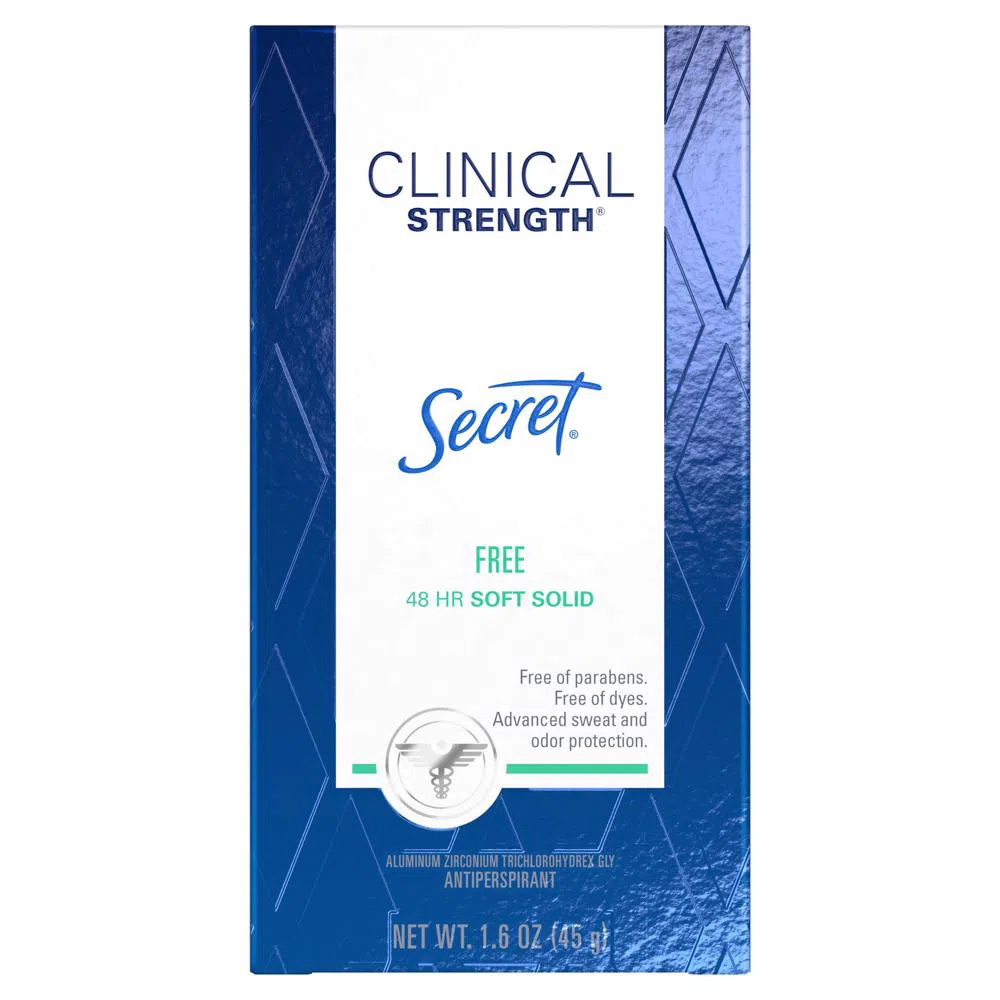 CLINICAL
STRENGTH®
Secret®
FREE
48 HR SOFT SOLID
Free of parabens.
Free of dyes.
Advanced sweat and
odor protection.
ALUMINUM ZIRCONIUM TRICHLOROHYDREX GLY
ANTIPERSPIRANT
NET WT. 1.6 OZ (45 g)